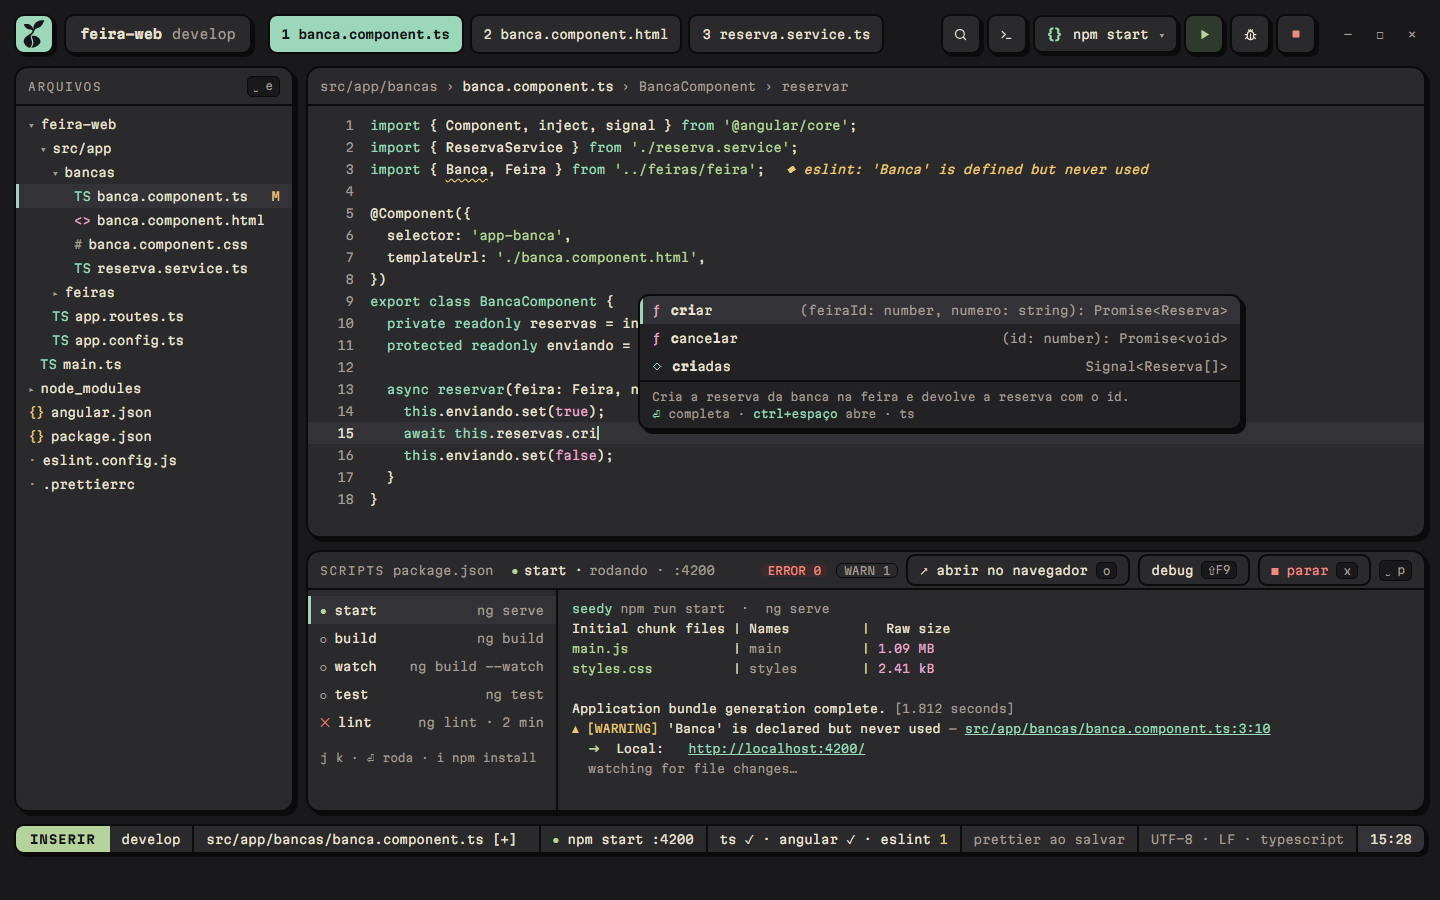 feira-web develop
1 banca.component.ts
2 banca.component.html
3 reserva.service.ts
{} npm start
ARQUIVOS
e
feira-web
src/app
bancas
TS banca.component.ts M
<> banca.component.html
# banca.component.css
TS reserva.service.ts
feiras
TS app.routes.ts
TS app.config.ts
TS main.ts
node_modules
{} angular.json
{} package.json
· eslint.config.js
· .prettierrc
src/app/bancas › banca.component.ts › BancaComponent › reservar
1 import { Component, inject, signal } from '@angular/core';
2 import { ReservaService } from './reserva.service';
3 import { Banca, Feira } from '../feiras/feira'; ◆ eslint: 'Banca' is defined but never used
4
5 @Component({
6 selector: 'app-banca',
7 templateUrl: './banca.component.html',
8 })
9 export class BancaComponent {
10 private readonly reservas = in
11 protected readonly enviando =
12
13 async reservar(feira: Feira, n
14 this.enviando.set(true);
15 await this.reservas.cri
16 this.enviando.set(false);
17 }
18 }
ƒ criar (feiraId: number, numero: string): Promise<Reserva>
ƒ cancelar (id: number): Promise<void>
◇ criadas Signal<Reserva[]>
Cria a reserva da banca na feira e devolve a reserva com o id.
⏎ completa · ctrl+espaço abre · ts
SCRIPTS package.json ● start · rodando · :4200
ERROR 0
WARN 1
↗ abrir no navegador o
debug ⇧F9
■ parar x
p
● start ng serve
○ build ng build
○ watch ng build --watch
○ test ng test
✕ lint ng lint · 2 min
j k · ⏎ roda · i npm install
seedy npm run start · ng serve
Initial chunk files | Names | Raw size
main.js | main | 1.09 MB
styles.css | styles | 2.41 kB
Application bundle generation complete. [1.812 seconds]
▲ [WARNING] 'Banca' is declared but never used — src/app/bancas/banca.component.ts:3:10
➜ Local: http://localhost:4200/
watching for file changes…
INSERIR
develop
src/app/bancas/banca.component.ts [+]
● npm start :4200
ts ✓ · angular ✓ · eslint 1
prettier ao salvar
UTF-8 · LF · typescript
15:28